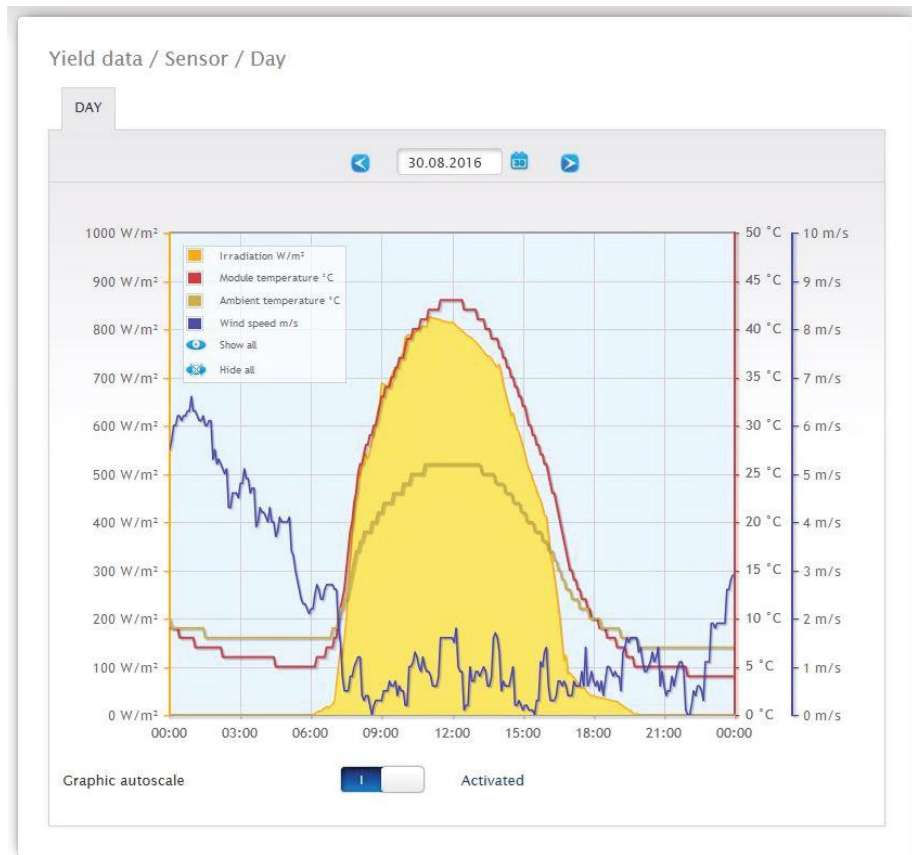 Yield data / Sensor / Day
DAY
30.08.2016
1000 W/m²
900 W/m²
800 W/m²
700 W/m²
600 W/m²
500 W/m²
400 W/m²
300 W/m²
200 W/m²
100 W/m²
0 W/m²
Irradiation W/m²
Module temperature °C
Ambient temperature °C
Wind speed m/s
Show all
Hide all
50 °C
45 °C
40 °C
35 °C
30 °C
25 °C
20 °C
15 °C
10 °C
5 °C
0 °C
10 m/s
9 m/s
8 m/s
7 m/s
6 m/s
5 m/s
4 m/s
3 m/s
2 m/s
1 m/s
0 m/s
00:00 03:00 06:00 09:00 12:00 15:00 18:00 21:00 00:00
Graphic autoscale I Activated